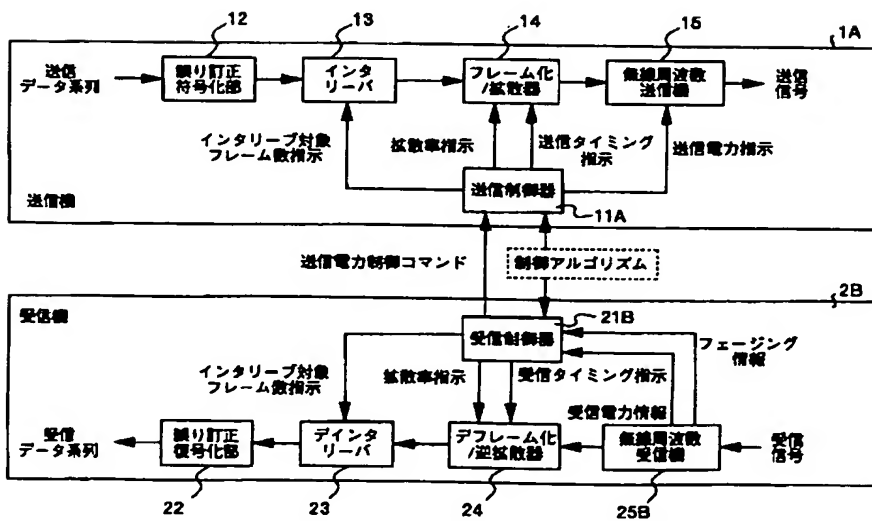 12
13
14
15
1A
送信
データ系列
誤り訂正
符号化部
インタ
リーバ
フレーム化
/拡散器
無線周波数
送信機
送信
信号
インタリーブ対象
フレーム数指示
拡散率指示
送信タイミング
指示
送信電力指示
送信制御器
送信機
11A
送信電力制御コマンド
制御アルゴリズム
2B
受信機
21B
受信制御器
フェージング
情報
インタリーブ対象
フレーム数指示
拡散率指示
受信タイミング指示
受信電力情報
受信
データ系列
誤り訂正
復号化部
デインタ
リーバ
デフレーム化
/逆拡散器
無線周波数
受信機
受信
信号
22
23
24
25B